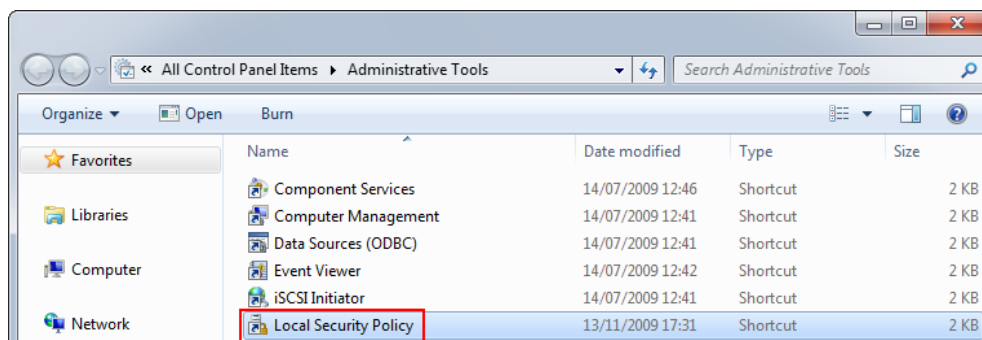 « All Control Panel Items ▸ Administrative Tools Search Administrative Tools
Organize Open Burn
Favorites Name Date modified Type Size
Component Services 14/07/2009 12:46 Shortcut 2 KB
Libraries Computer Management 14/07/2009 12:41 Shortcut 2 KB
Data Sources (ODBC) 14/07/2009 12:41 Shortcut 2 KB
Computer Event Viewer 14/07/2009 12:42 Shortcut 2 KB
iSCSI Initiator 14/07/2009 12:41 Shortcut 2 KB
Network Local Security Policy 13/11/2009 17:31 Shortcut 2 KB